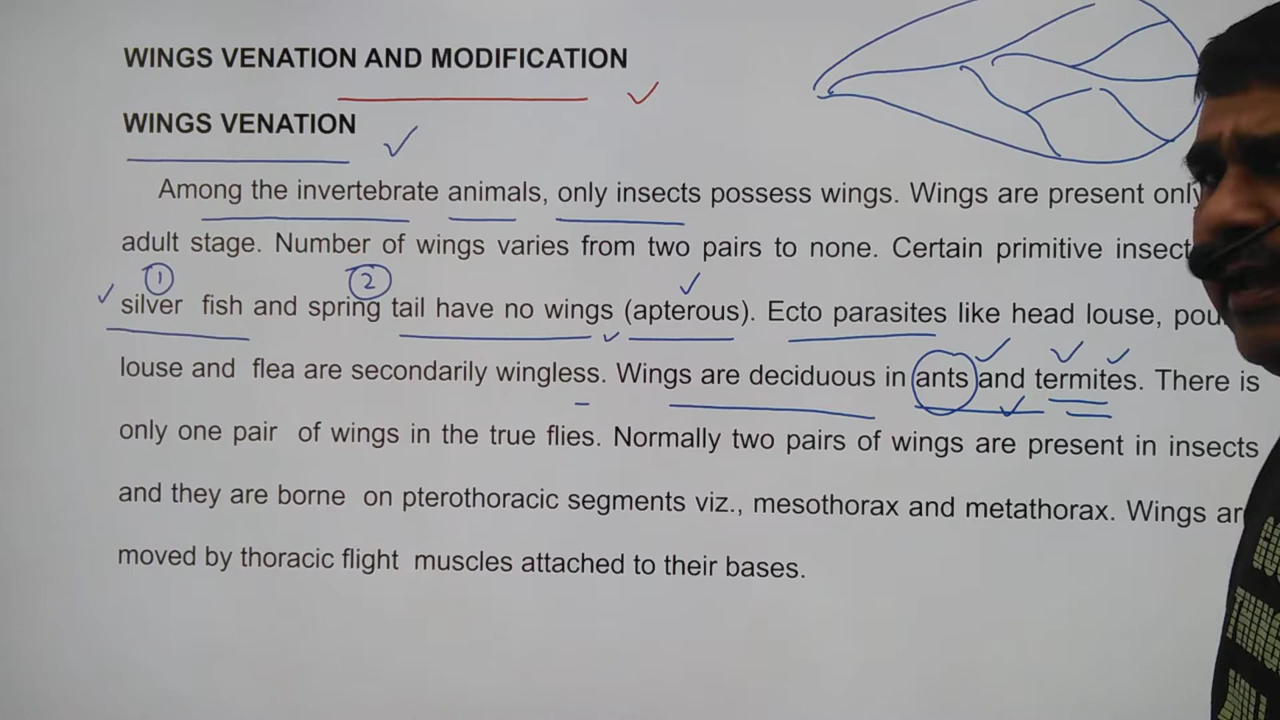 WINGS VENATION AND MODIFICATION
WINGS VENATION
Among the invertebrate animals, only insects possess wings. Wings are present only
adult stage. Number of wings varies from two pairs to none. Certain primitive insect
1 2
silver fish and spring tail have no wings (apterous). Ecto parasites like head louse,
louse and flea are secondarily wingless. Wings are deciduous in ants and termites. There is
only one pair of wings in the true flies. Normally two pairs of wings are present in insects
and they are borne on pterothoracic segments viz., mesothorax and metathorax. Wings
moved by thoracic flight muscles attached to their bases.